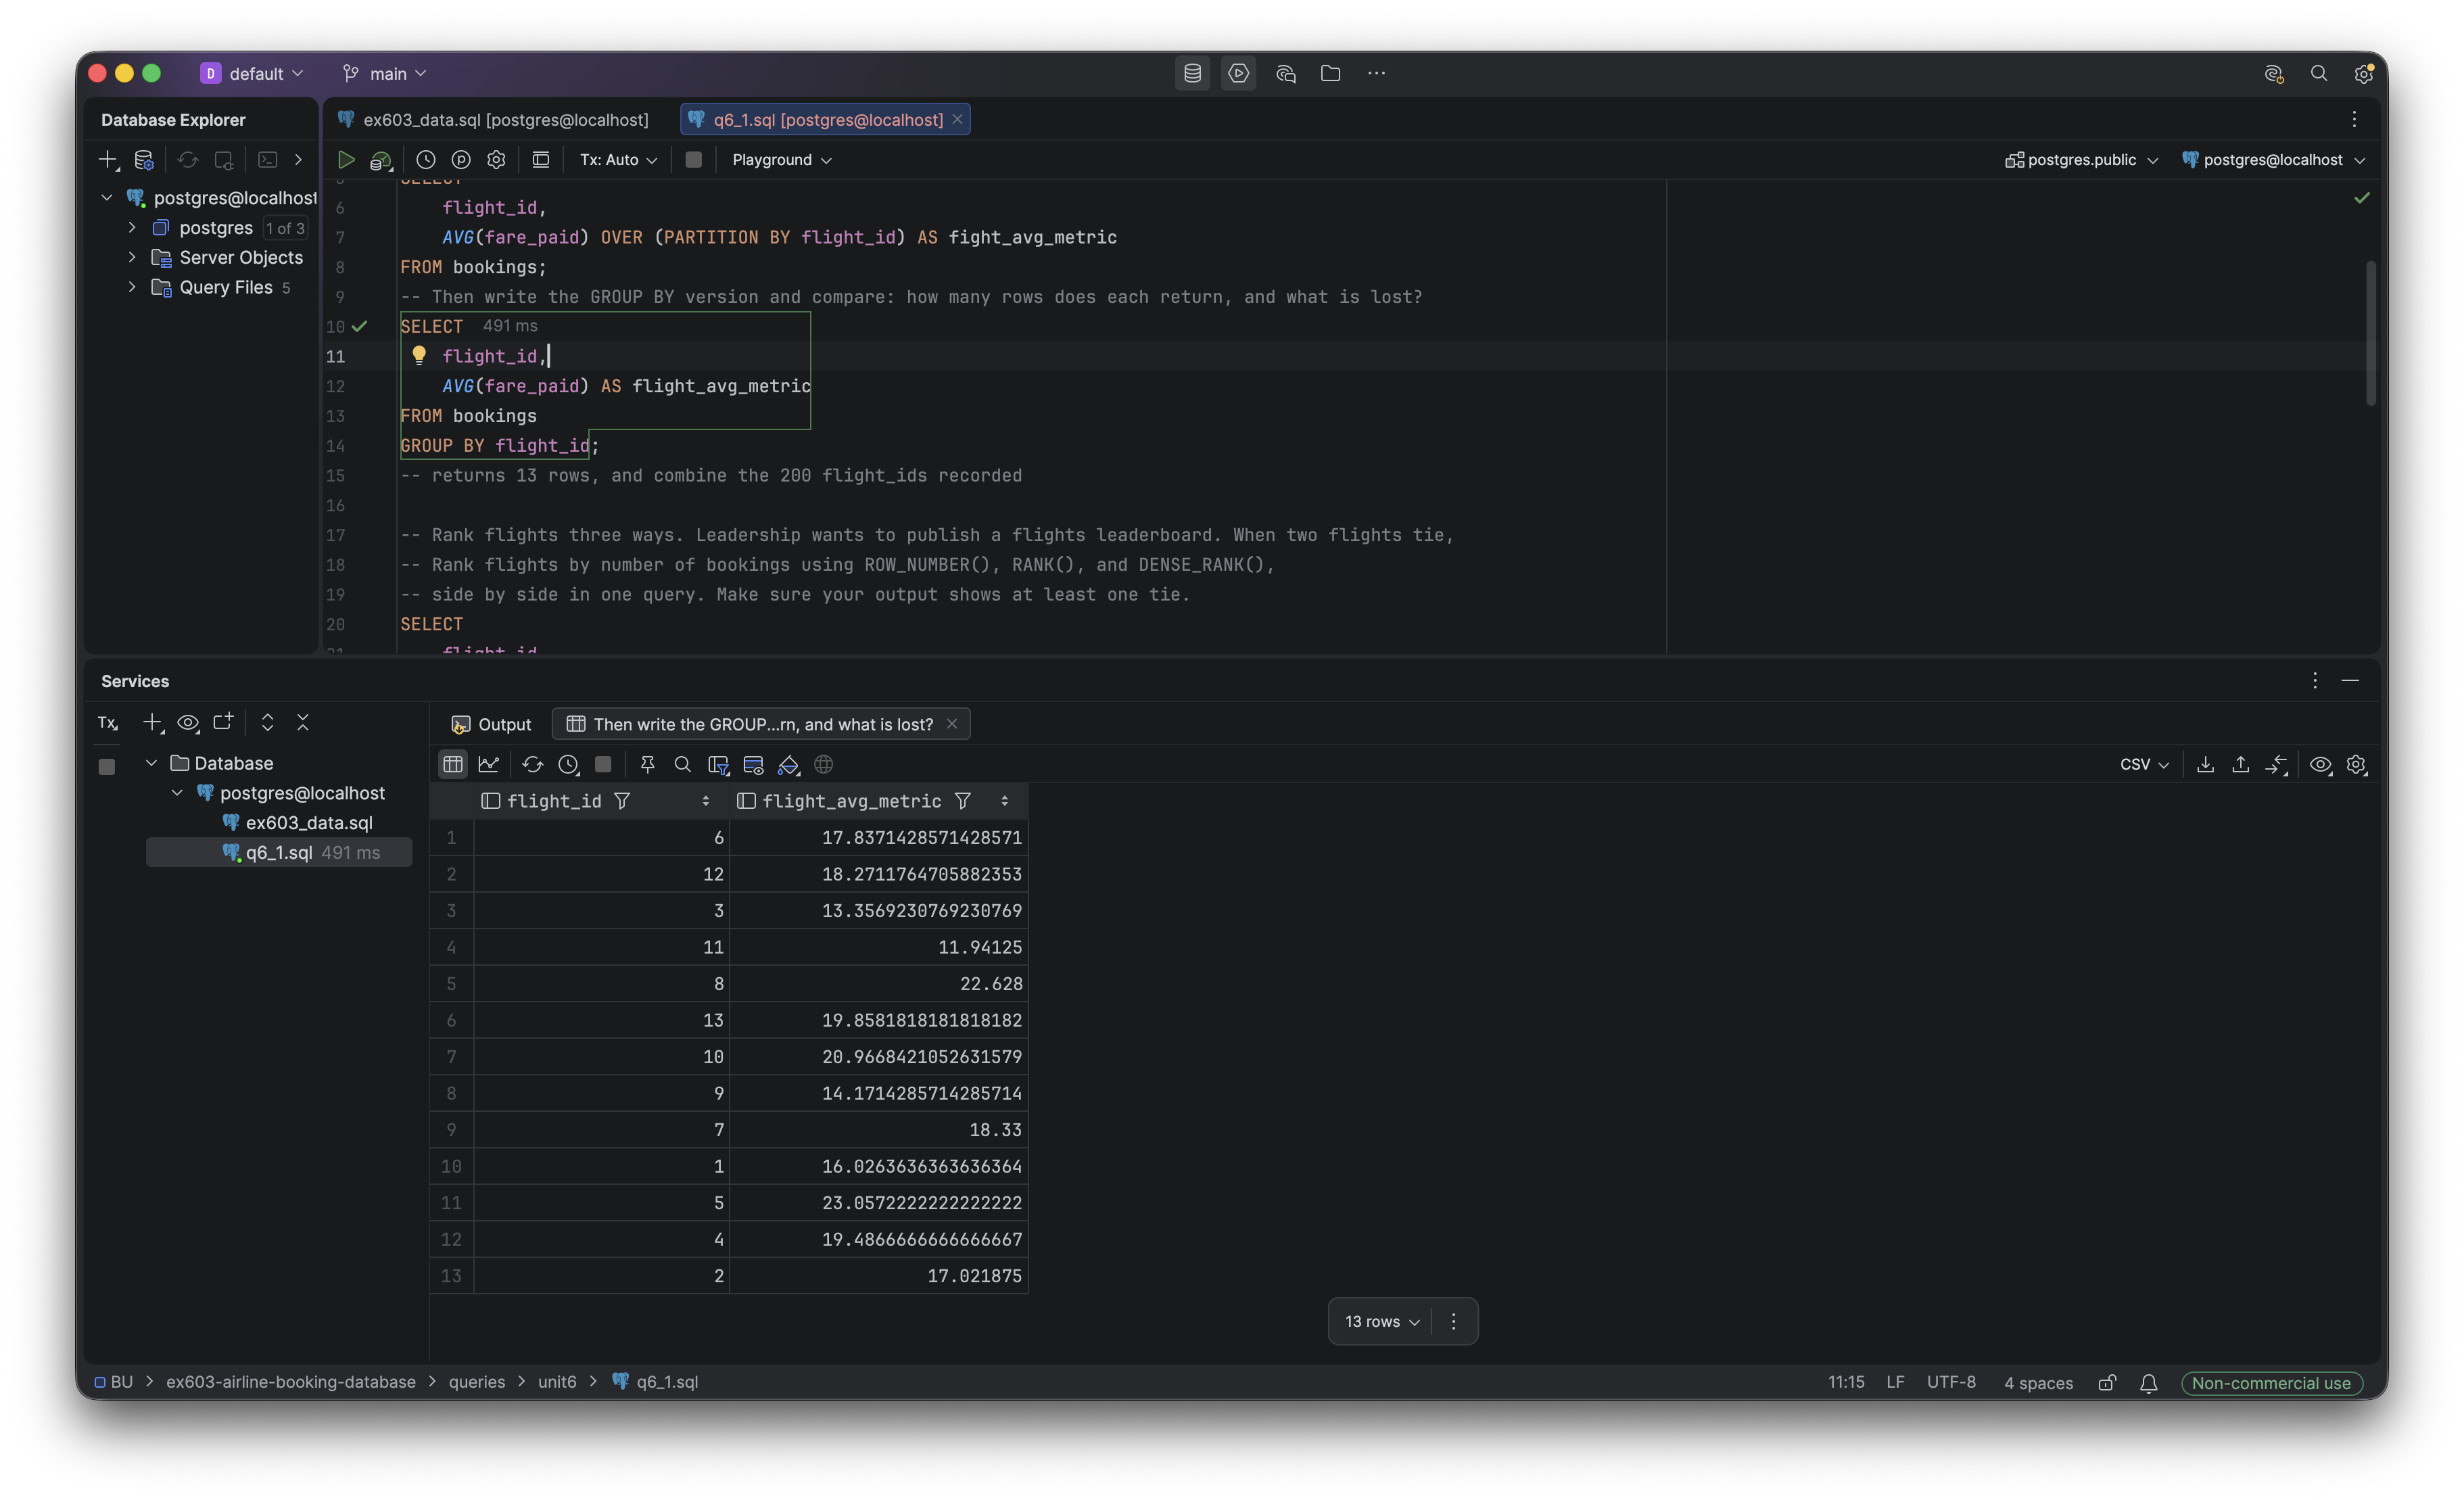 D default main
Database Explorer
ex603_data.sql [postgres@localhost]
q6_1.sql [postgres@localhost]
Tx: Auto
Playground
postgres.public
postgres@localhost
postgres@localhost
postgres 1 of 3
Server Objects
Query Files 5
SELECT
6 flight_id,
7 AVG(fare_paid) OVER (PARTITION BY flight_id) AS fight_avg_metric
8 FROM bookings;
9 -- Then write the GROUP BY version and compare: how many rows does each return, and what is lost?
10 SELECT 491 ms
11 flight_id,
12 AVG(fare_paid) AS flight_avg_metric
13 FROM bookings
14 GROUP BY flight_id;
15 -- returns 13 rows, and combine the 200 flight_ids recorded
16
17 -- Rank flights three ways. Leadership wants to publish a flights leaderboard. When two flights tie,
18 -- Rank flights by number of bookings using ROW_NUMBER(), RANK(), and DENSE_RANK(),
19 -- side by side in one query. Make sure your output shows at least one tie.
20 SELECT
21 flight_id
Services
Tx
Database
postgres@localhost
ex603_data.sql
q6_1.sql 491 ms
Output
Then write the GROUP...rn, and what is lost?
CSV
flight_id flight_avg_metric
1 6 17.8371428571428571
2 12 18.2711764705882353
3 3 13.3569230769230769
4 11 11.94125
5 8 22.628
6 13 19.8581818181818182
7 10 20.9668421052631579
8 9 14.1714285714285714
9 7 18.33
10 1 16.0263636363636364
11 5 23.0572222222222222
12 4 19.4866666666666667
13 2 17.021875
13 rows
BU > ex603-airline-booking-database > queries > unit6 > q6_1.sql
11:15 LF UTF-8 4 spaces Non-commercial use